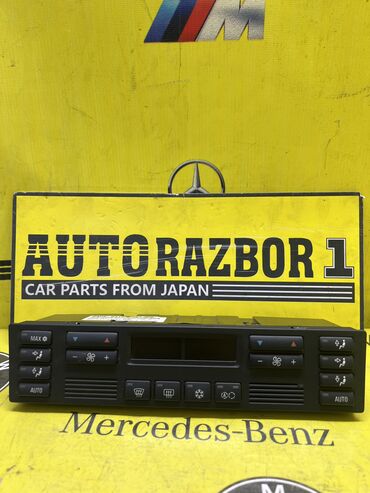 M
AUTORAZBOR 1
CAR PARTS FROM JAPAN
MAX
AUTO
AUTO
Mercedes-Benz
M